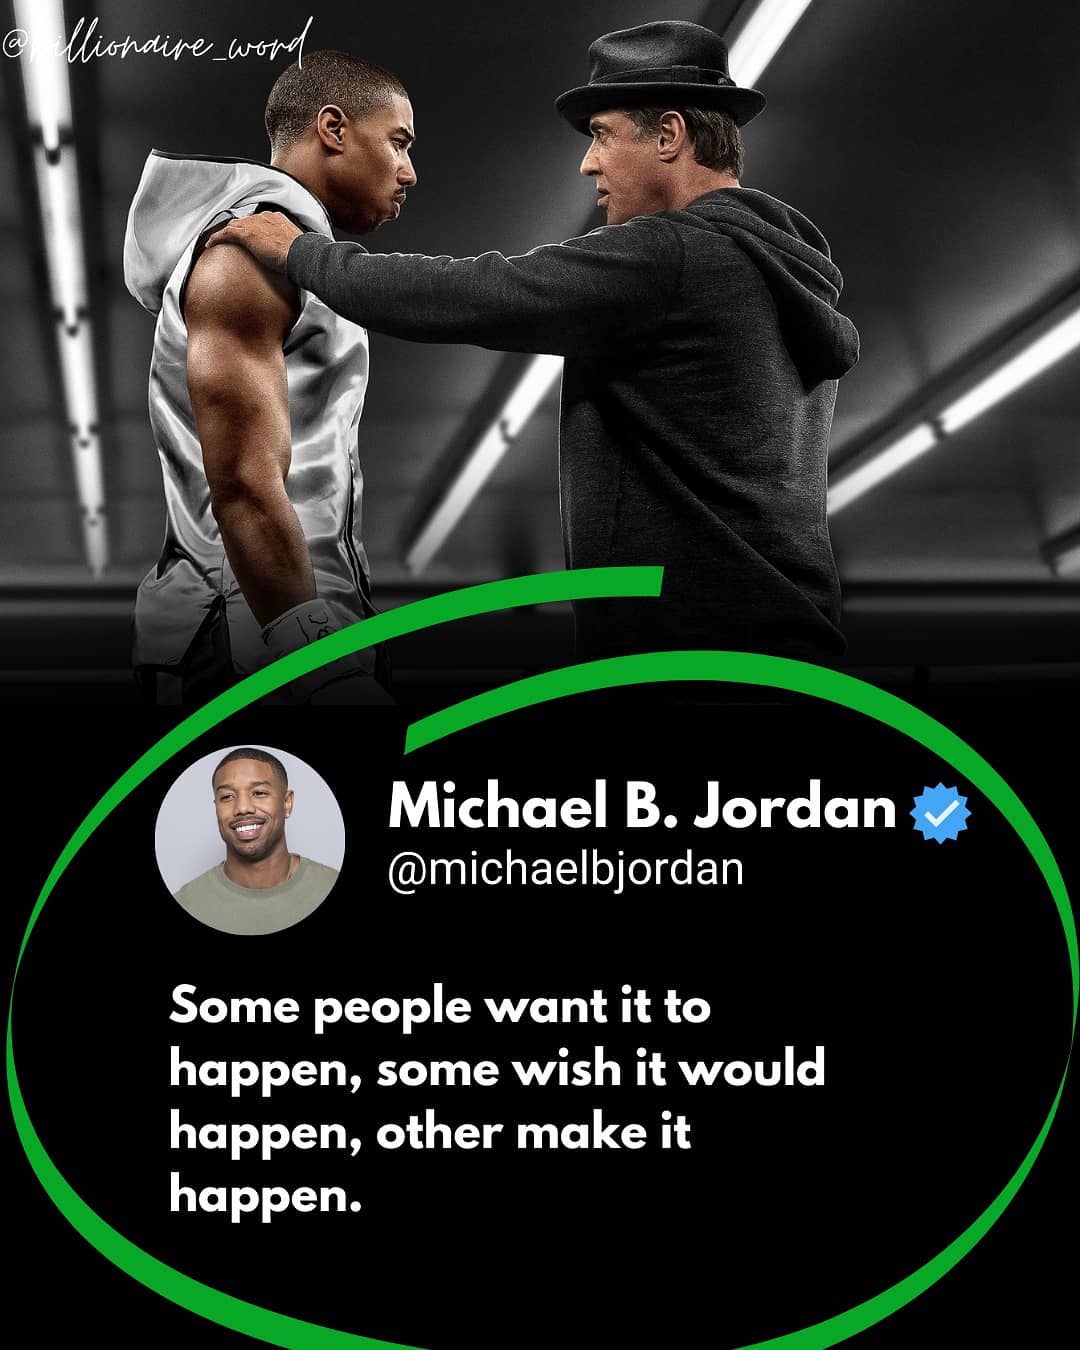 @billionaire_word
Michael B. Jordan
@michaelbjordan
Some people want it to
happen, some wish it would
happen, other make it
happen.